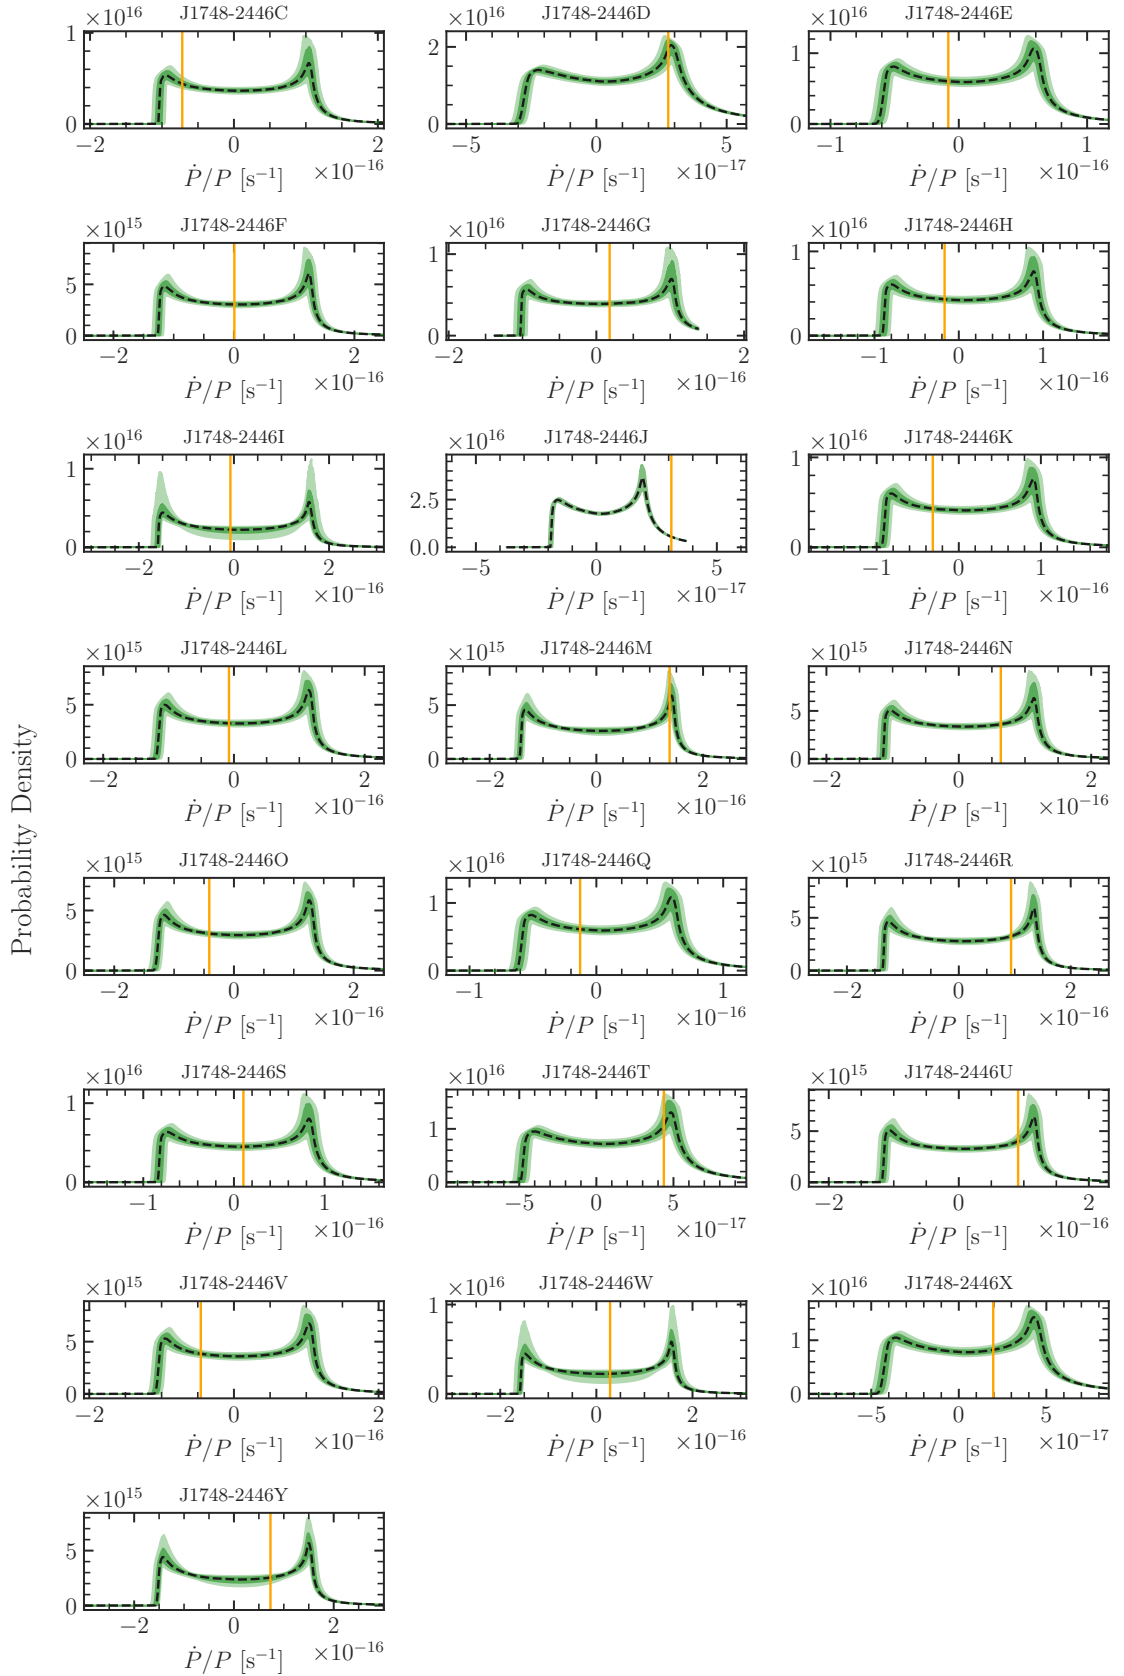 Probability Density
×10^16 J1748-2446C
1
0
−2 0 2
Ṗ/P [s⁻¹] ×10⁻¹⁶
×10^16 J1748-2446D
2
1
0
−5 0 5
Ṗ/P [s⁻¹] ×10⁻¹⁷
×10^16 J1748-2446E
1
0
−1 0 1
Ṗ/P [s⁻¹] ×10⁻¹⁶
×10^15 J1748-2446F
5
0
−2 0 2
Ṗ/P [s⁻¹] ×10⁻¹⁶
×10^16 J1748-2446G
1
0
−2 0 2
Ṗ/P [s⁻¹] ×10⁻¹⁶
×10^16 J1748-2446H
1
0
−1 0 1
Ṗ/P [s⁻¹] ×10⁻¹⁶
×10^16 J1748-2446I
1
0
−2 0 2
Ṗ/P [s⁻¹] ×10⁻¹⁶
×10^16 J1748-2446J
2.5
0.0
−5 0 5
Ṗ/P [s⁻¹] ×10⁻¹⁷
×10^16 J1748-2446K
1
0
−1 0 1
Ṗ/P [s⁻¹] ×10⁻¹⁶
×10^15 J1748-2446L
5
0
−2 0 2
Ṗ/P [s⁻¹] ×10⁻¹⁶
×10^15 J1748-2446M
5
0
−2 0 2
Ṗ/P [s⁻¹] ×10⁻¹⁶
×10^15 J1748-2446N
5
0
−2 0 2
Ṗ/P [s⁻¹] ×10⁻¹⁶
×10^15 J1748-2446O
5
0
−2 0 2
Ṗ/P [s⁻¹] ×10⁻¹⁶
×10^16 J1748-2446Q
1
0
−1 0 1
Ṗ/P [s⁻¹] ×10⁻¹⁶
×10^15 J1748-2446R
5
0
−2 0 2
Ṗ/P [s⁻¹] ×10⁻¹⁶
×10^16 J1748-2446S
1
0
−1 0 1
Ṗ/P [s⁻¹] ×10⁻¹⁶
×10^16 J1748-2446T
1
0
−5 0 5
Ṗ/P [s⁻¹] ×10⁻¹⁷
×10^15 J1748-2446U
5
0
−2 0 2
Ṗ/P [s⁻¹] ×10⁻¹⁶
×10^15 J1748-2446V
5
0
−2 0 2
Ṗ/P [s⁻¹] ×10⁻¹⁶
×10^16 J1748-2446W
1
0
−2 0 2
Ṗ/P [s⁻¹] ×10⁻¹⁶
×10^16 J1748-2446X
1
0
−5 0 5
Ṗ/P [s⁻¹] ×10⁻¹⁷
×10^15 J1748-2446Y
5
0
−2 0 2
Ṗ/P [s⁻¹] ×10⁻¹⁶